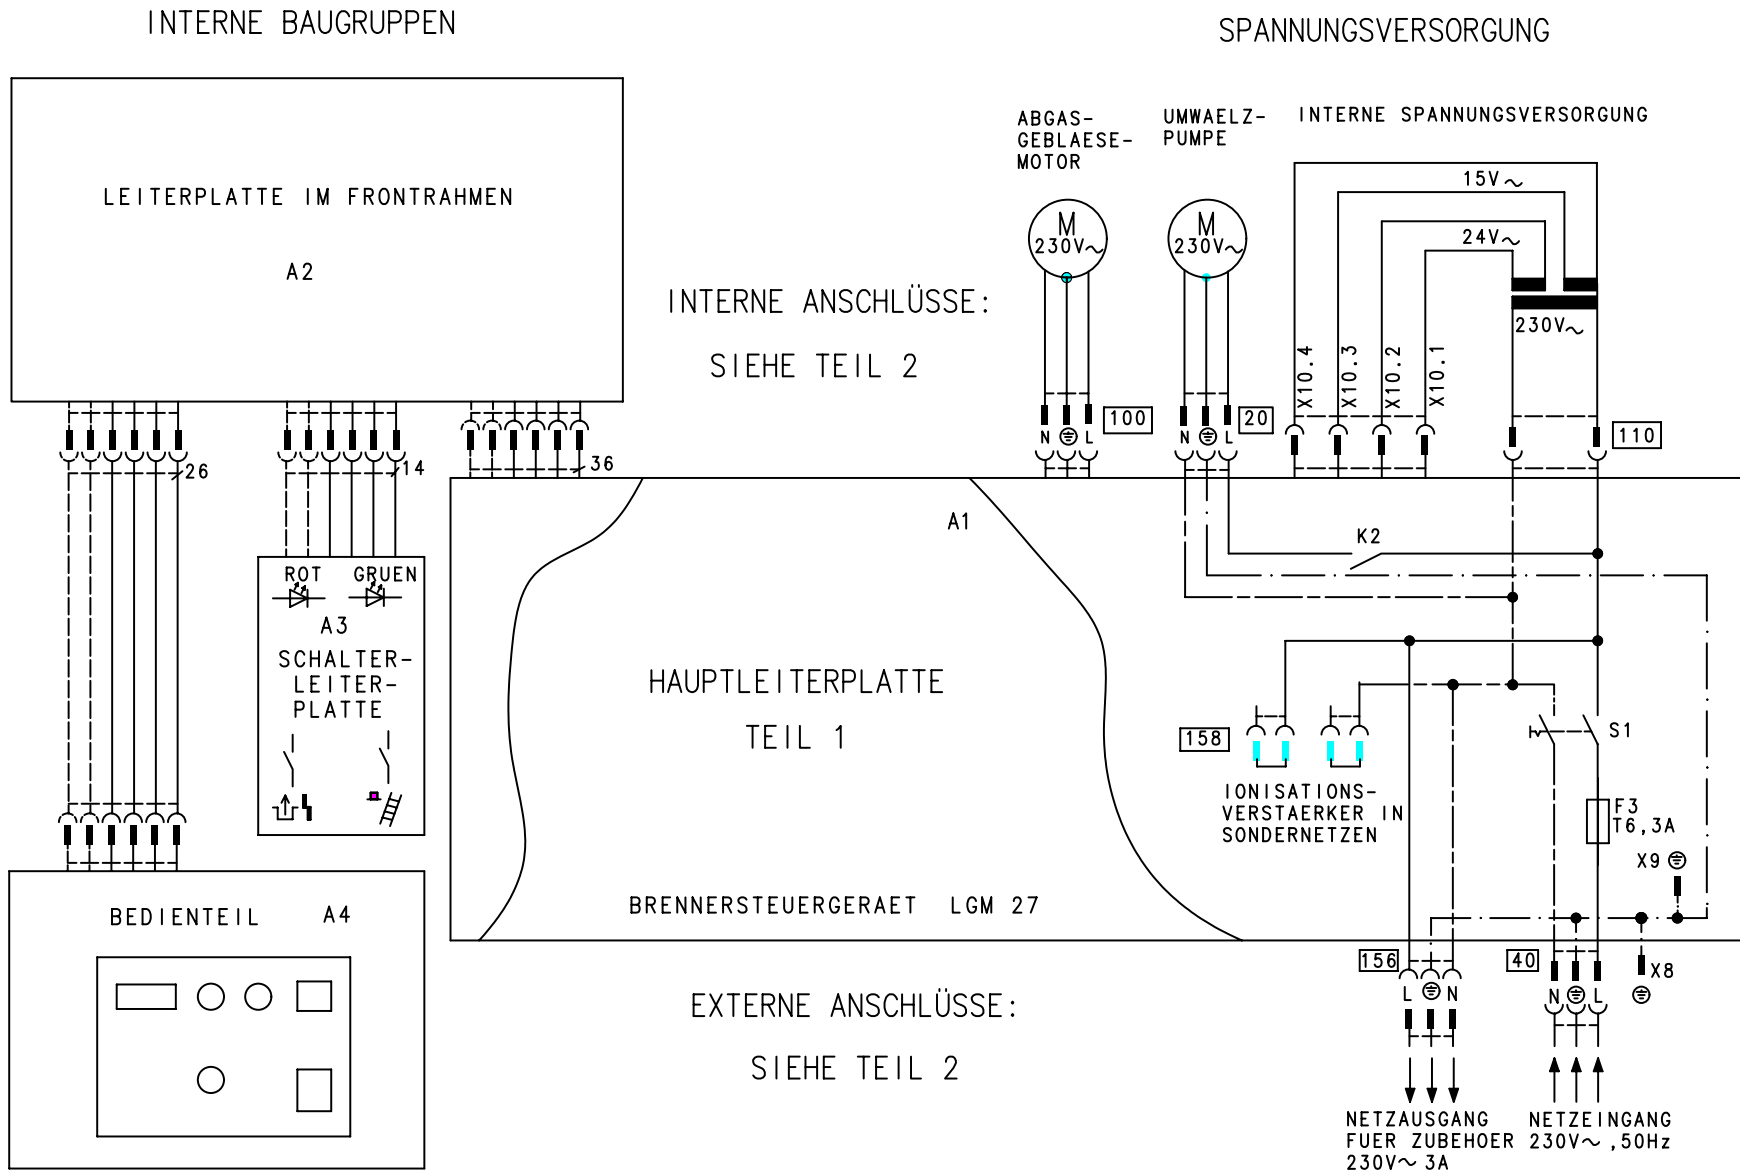 INTERNE BAUGRUPPEN
SPANNUNGSVERSORGUNG
LEITERPLATTE IM FRONTRAHMEN
A2
INTERNE ANSCHLÜSSE:
SIEHE TEIL 2
ABGAS-
GEBLAESE-
MOTOR
UMWAELZ-
PUMPE
INTERNE SPANNUNGSVERSORGUNG
M
230V~
M
230V~
15V~
24V~
230V~
X10.4
X10.3
X10.2
X10.1
N L
100
N L
20
110
26
14
36
A1
K2
ROT GRUEN
A3
SCHALTER-
LEITER-
PLATTE
HAUPTLEITERPLATTE
TEIL 1
BRENNERSTEUERGERAET LGM 27
158
IONISATIONS-
VERSTAERKER IN
SONDERNETZEN
S1
F3
T6,3A
X9
X8
BEDIENTEIL A4
EXTERNE ANSCHLÜSSE:
SIEHE TEIL 2
156
L N
40
N L
NETZAUSGANG
FUER ZUBEHOER
230V~ 3A
NETZEINGANG
230V~,50Hz